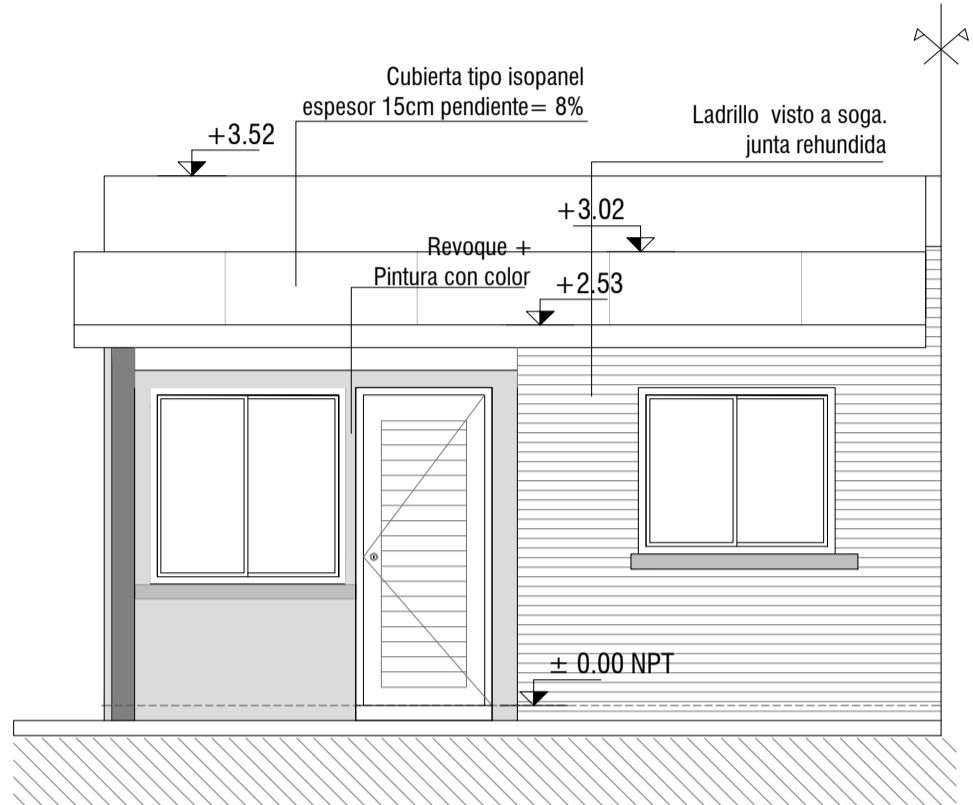 Cubierta tipo isopanel
espesor 15cm pendiente= 8%
Ladrillo visto a soga.
junta rehundida
+3.52
+3.02
Revoque +
Pintura con color
+2.53
± 0.00 NPT